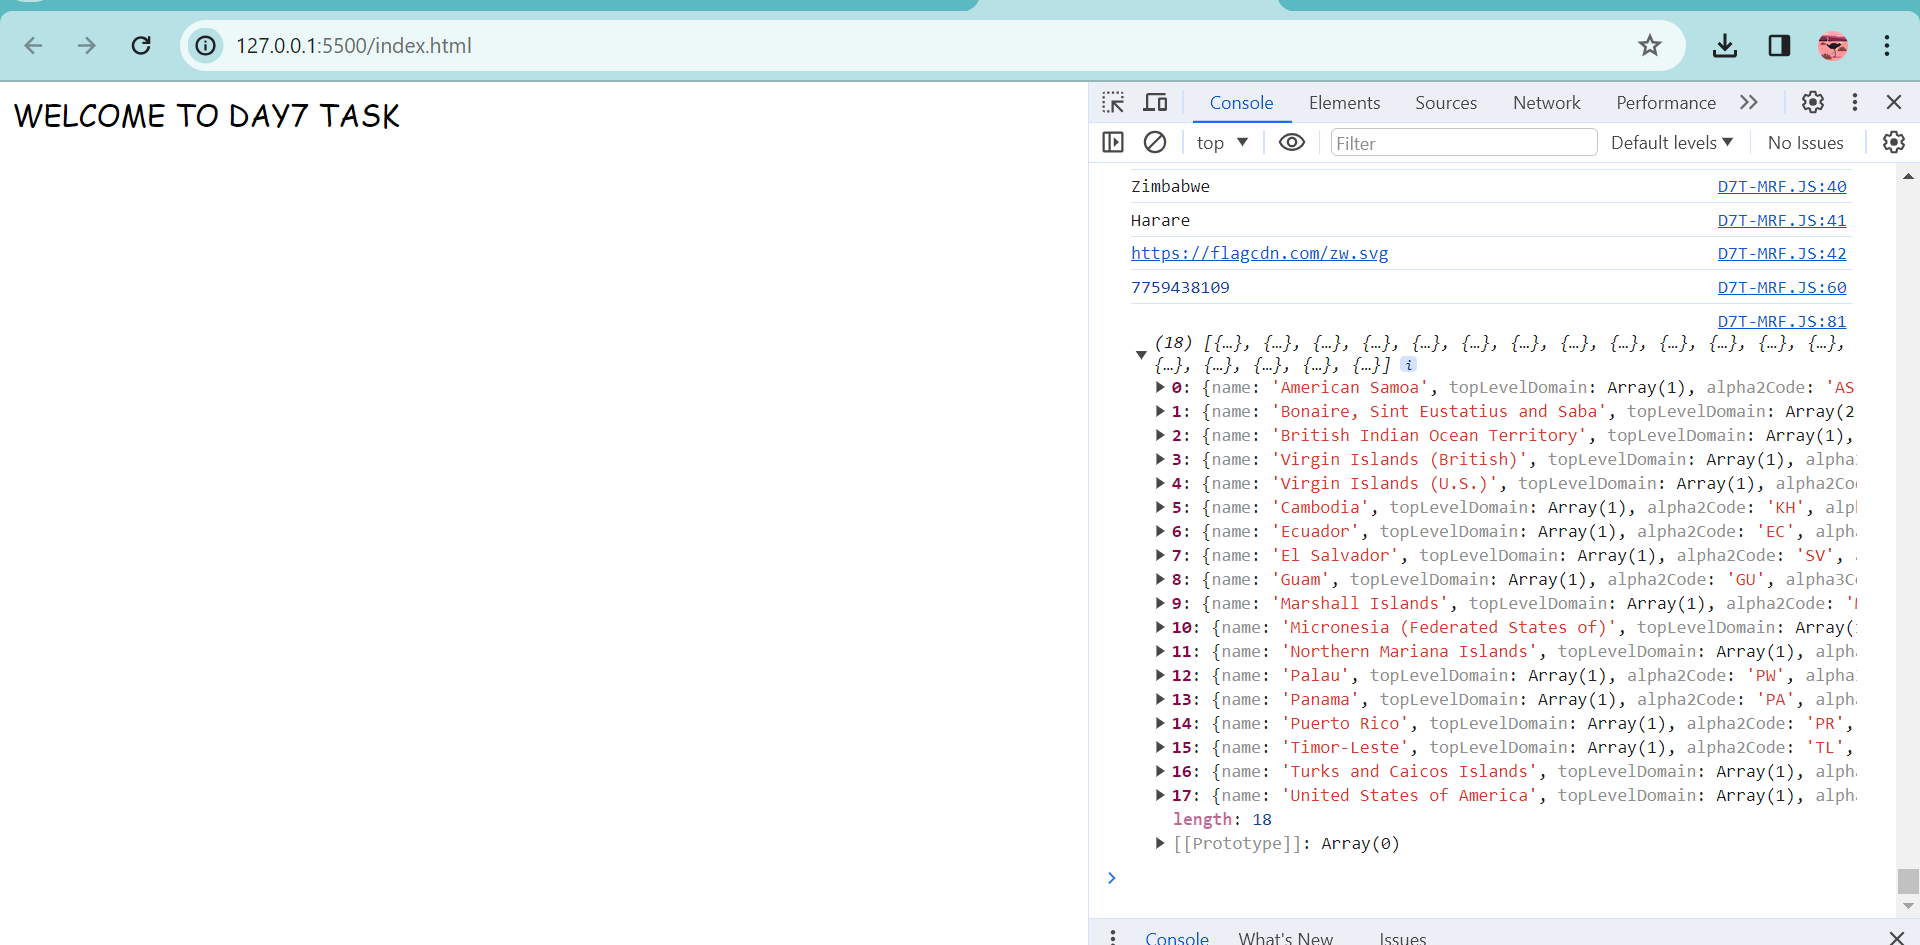 127.0.0.1:5500/index.html
WELCOME TO DAY7 TASK
Console Elements Sources Network Performance
top Filter Default levels No Issues
Zimbabwe D7T-MRF.JS:40
Harare D7T-MRF.JS:41
https://flagcdn.com/zw.svg D7T-MRF.JS:42
7759438109 D7T-MRF.JS:60
D7T-MRF.JS:81
(18) [{…}, {…}, {…}, {…}, {…}, {…}, {…}, {…}, {…}, {…}, {…}, {…}, {…},
{…}, {…}, {…}, {…}, {…}] i
0: {name: 'American Samoa', topLevelDomain: Array(1), alpha2Code: 'AS
1: {name: 'Bonaire, Sint Eustatius and Saba', topLevelDomain: Array(2
2: {name: 'British Indian Ocean Territory', topLevelDomain: Array(1),
3: {name: 'Virgin Islands (British)', topLevelDomain: Array(1), alpha
4: {name: 'Virgin Islands (U.S.)', topLevelDomain: Array(1), alpha2Co
5: {name: 'Cambodia', topLevelDomain: Array(1), alpha2Code: 'KH', alp
6: {name: 'Ecuador', topLevelDomain: Array(1), alpha2Code: 'EC', alpha
7: {name: 'El Salvador', topLevelDomain: Array(1), alpha2Code: 'SV',
8: {name: 'Guam', topLevelDomain: Array(1), alpha2Code: 'GU', alpha3Co
9: {name: 'Marshall Islands', topLevelDomain: Array(1), alpha2Code: '
10: {name: 'Micronesia (Federated States of)', topLevelDomain: Array(
11: {name: 'Northern Mariana Islands', topLevelDomain: Array(1), alpha
12: {name: 'Palau', topLevelDomain: Array(1), alpha2Code: 'PW', alpha
13: {name: 'Panama', topLevelDomain: Array(1), alpha2Code: 'PA', alpha
14: {name: 'Puerto Rico', topLevelDomain: Array(1), alpha2Code: 'PR',
15: {name: 'Timor-Leste', topLevelDomain: Array(1), alpha2Code: 'TL',
16: {name: 'Turks and Caicos Islands', topLevelDomain: Array(1), alph
17: {name: 'United States of America', topLevelDomain: Array(1), alph
length: 18
[[Prototype]]: Array(0)
Console What's New Issues